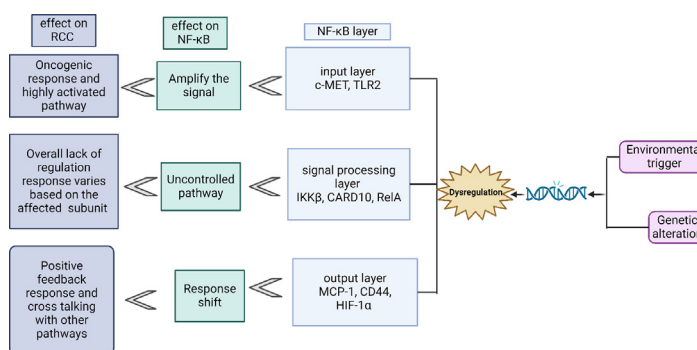 effect on
RCC
effect on
NF-κB
NF-κB layer
Oncogenic
response and
highly activated
pathway
Amplify the
signal
input layer
c-MET, TLR2
Overall lack of
regulation
response varies
based on the
affected subunit
Uncontrolled
pathway
signal processing
layer
IKKβ, CARD10, RelA
Dysregulation
Environmenta
trigger
Genetic
alteration
Positive
feedback
response and
cross talking
with other
pathways
Response
shift
output layer
MCP-1, CD44,
HIF-1α